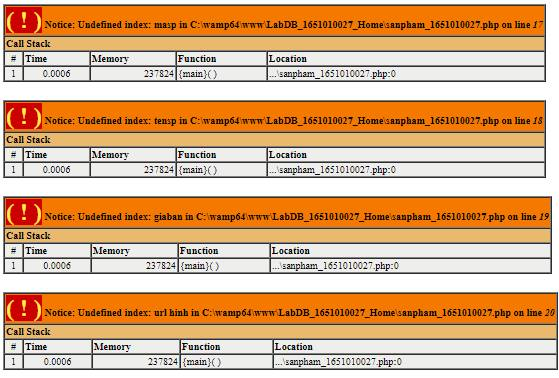 ( ! ) Notice: Undefined index: masp in C:\wamp64\www\LabDB_1651010027_Home\sanpham_1651010027.php on line 17
Call Stack
# Time Memory Function Location
1 0.0006 237824 {main}( ) ...\sanpham_1651010027.php:0
( ! ) Notice: Undefined index: tensp in C:\wamp64\www\LabDB_1651010027_Home\sanpham_1651010027.php on line 18
Call Stack
# Time Memory Function Location
1 0.0006 237824 {main}( ) ...\sanpham_1651010027.php:0
( ! ) Notice: Undefined index: giaban in C:\wamp64\www\LabDB_1651010027_Home\sanpham_1651010027.php on line 19
Call Stack
# Time Memory Function Location
1 0.0006 237824 {main}( ) ...\sanpham_1651010027.php:0
( ! ) Notice: Undefined index: url hinh in C:\wamp64\www\LabDB_1651010027_Home\sanpham_1651010027.php on line 20
Call Stack
# Time Memory Function Location
1 0.0006 237824 {main}( ) ...\sanpham_1651010027.php:0